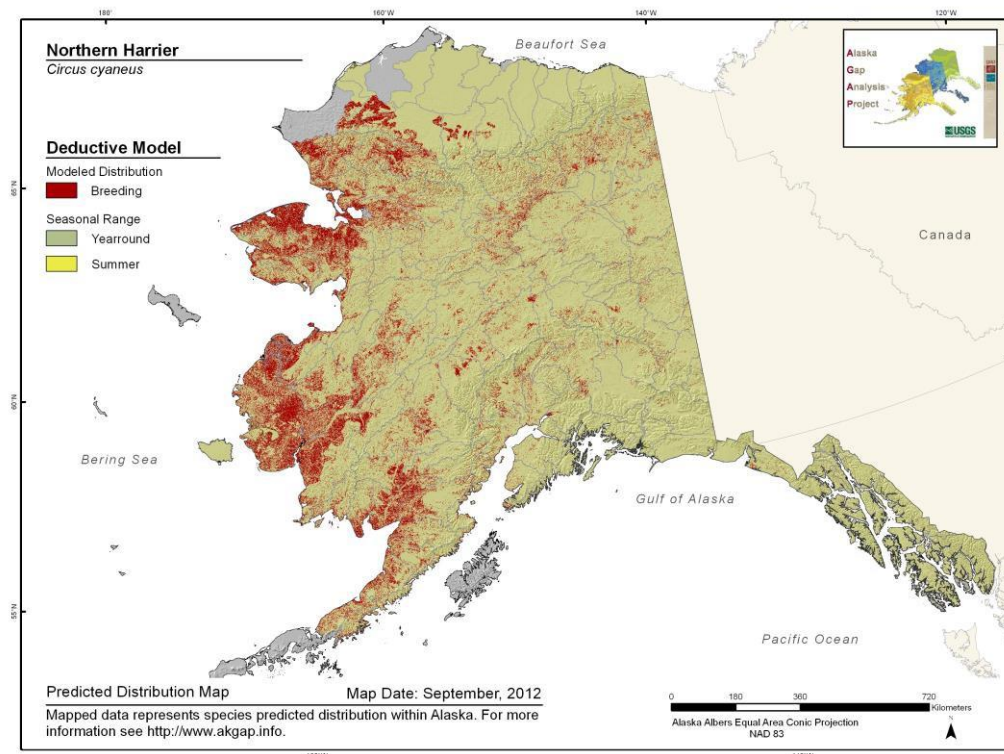 180°
160°W
140°W
120°W
Northern Harrier
Circus cyaneus
Beaufort Sea
Alaska
Gap
Analysis
Project
USGS
Deductive Model
Modeled Distribution
Breeding
Seasonal Range
Yearround
Summer
65°N
Canada
60°N
Bering Sea
Gulf of Alaska
55°N
Pacific Ocean
Predicted Distribution Map
Map Date: September, 2012
Mapped data represents species predicted distribution within Alaska. For more
information see http://www.akgap.info.
0 180 360 720
Kilometers
Alaska Albers Equal Area Conic Projection
NAD 83
N